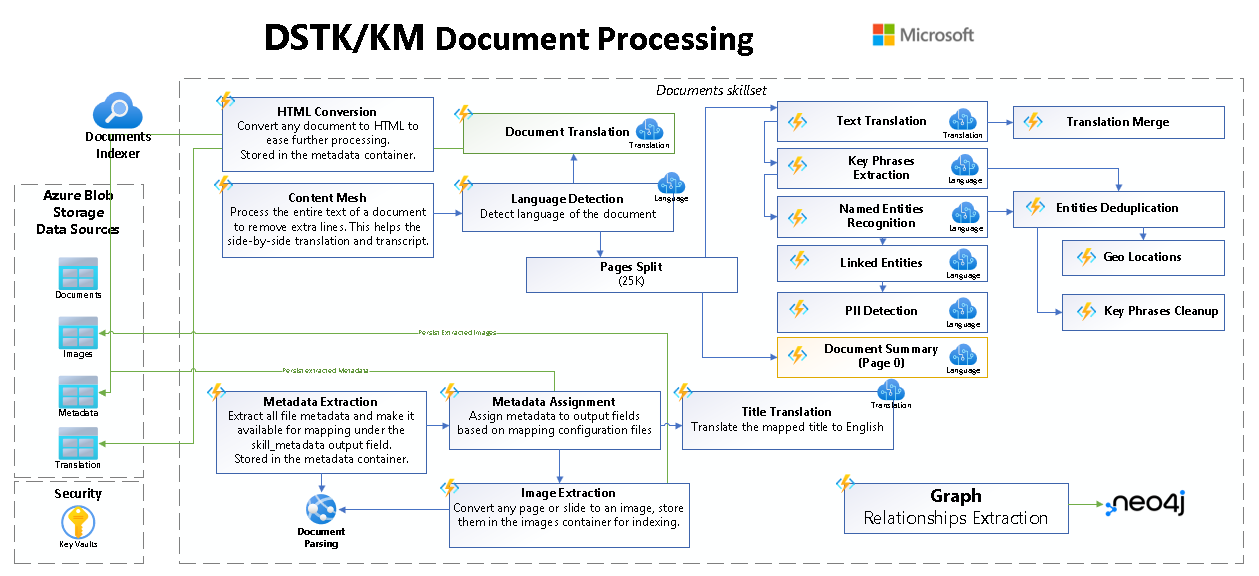 DSTK/KM Document Processing
Microsoft
Documents skillset
Documents
Indexer
HTML Conversion
Convert any document to HTML to
ease further processing.
Stored in the metadata container.
Document Translation
Translation
Content Mesh
Process the entire text of a document
to remove extra lines. This helps the
side-by-side translation and transcript.
Language Detection
Detect language of the document
Language
Pages Split
(25K)
Text Translation
Translation
Translation Merge
Key Phrases
Extraction
Language
Named Entities
Recognition
Language
Entities Deduplication
Linked Entities
Language
Geo Locations
PII Detection
Language
Key Phrases Cleanup
Document Summary
(Page 0)
Language
Azure Blob
Storage
Data Sources
Documents
Images
Metadata
Translation
Persist Extracted Images
Persist extracted Metadata
Metadata Extraction
Extract all file metadata and make it
available for mapping under the
skill_metadata output field.
Stored in the metadata container.
Metadata Assignment
Assign metadata to output fields
based on mapping configuration files
Title Translation
Translate the mapped title to English
Translation
Image Extraction
Convert any page or slide to an image, store
them in the images container for indexing.
Document
Parsing
Security
Key Vaults
Graph
Relationships Extraction
neo4j